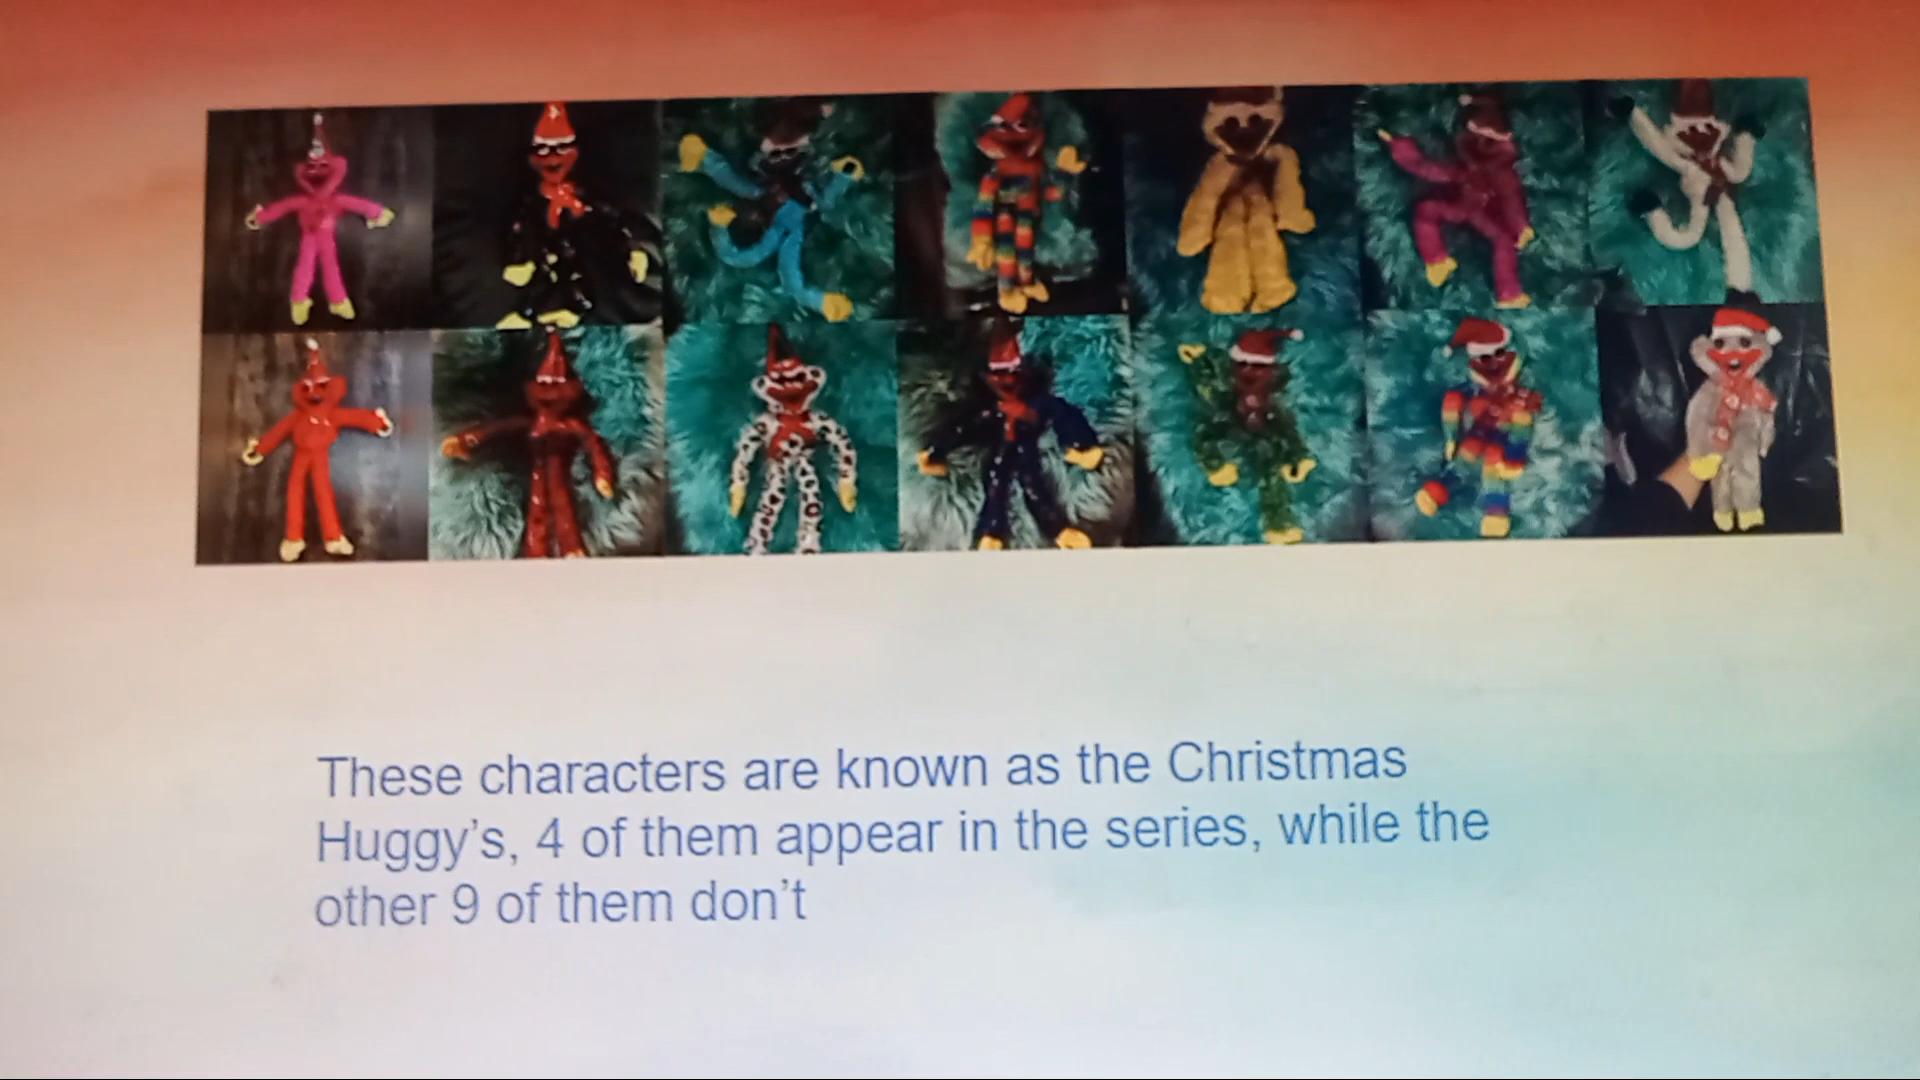 These characters are known as the Christmas
Huggy's, 4 of them appear in the series, while the
other 9 of them don't